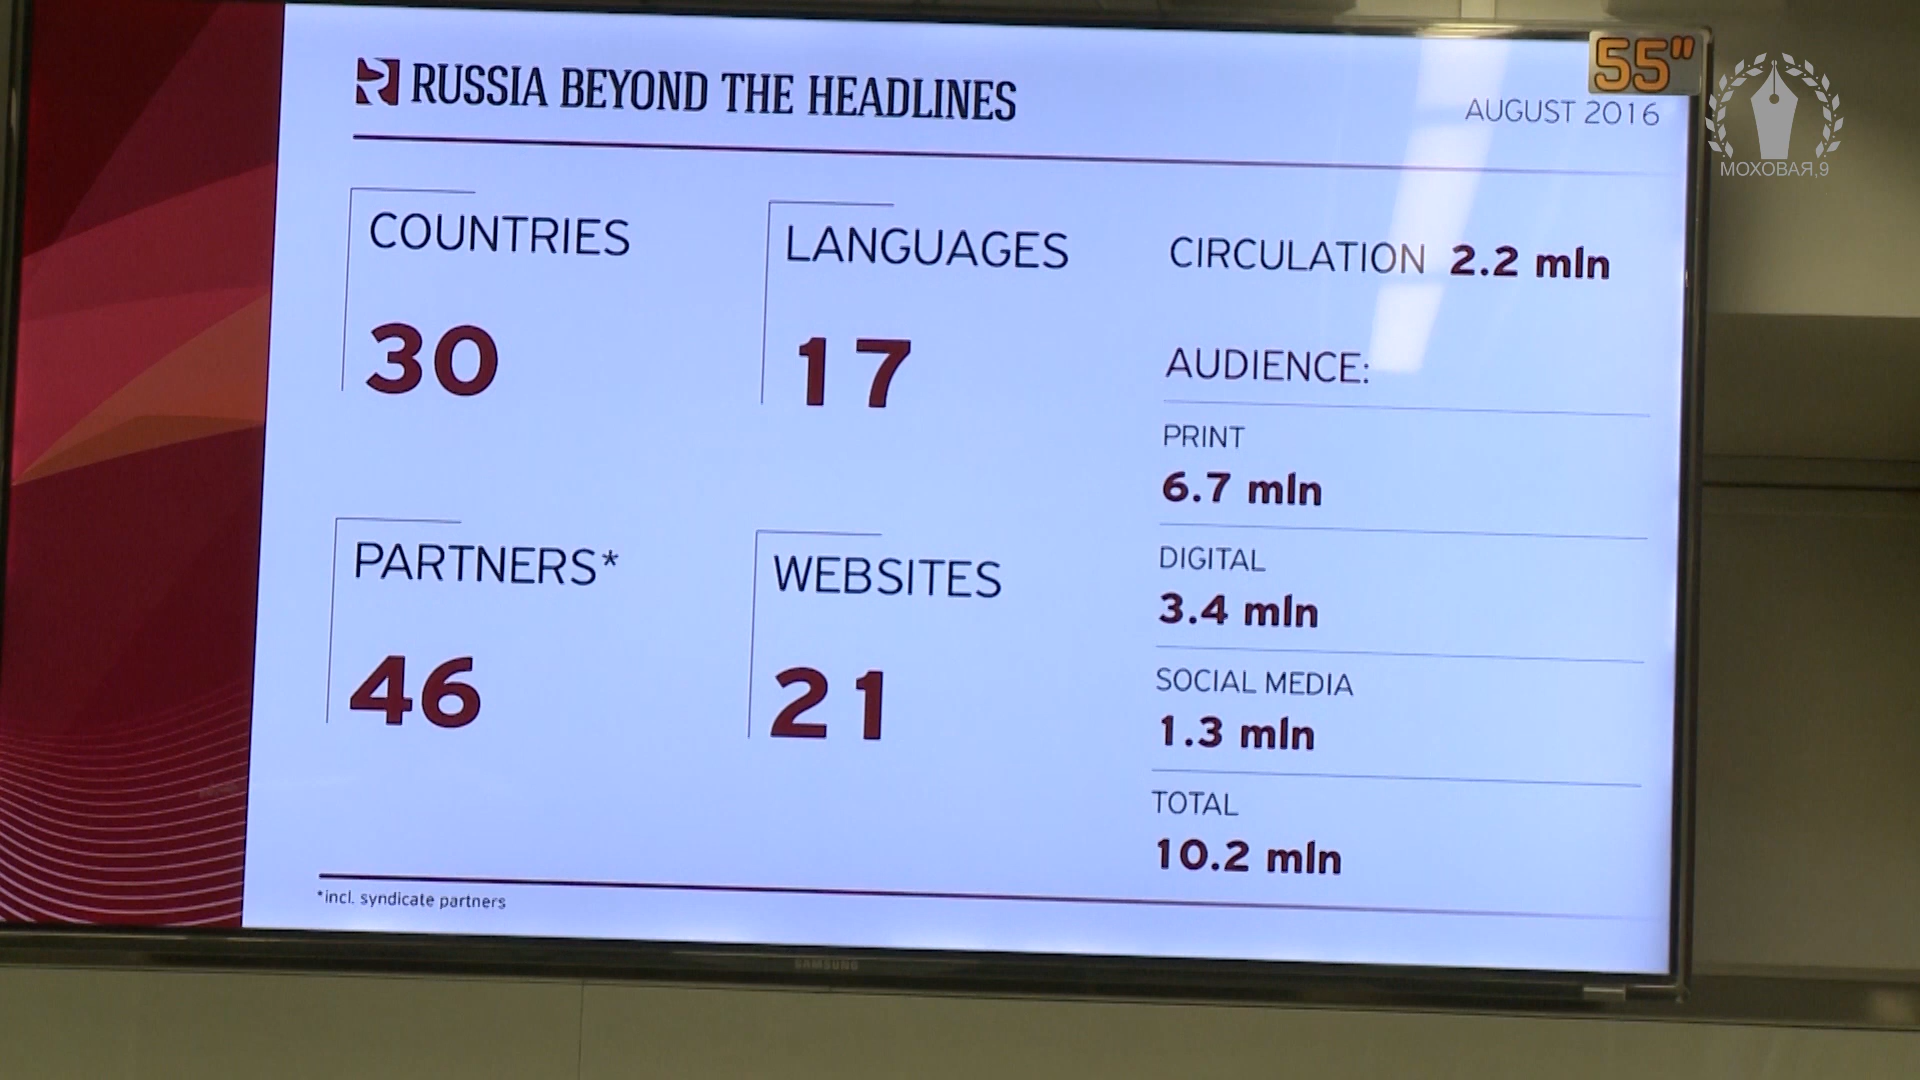 RUSSIA BEYOND THE HEADLINES
55"
AUGUST 2016
МОХОВАЯ,9
COUNTRIES
30
LANGUAGES
17
PARTNERS*
46
WEBSITES
21
CIRCULATION 2.2 mln
AUDIENCE:
PRINT
6.7 mln
DIGITAL
3.4 mln
SOCIAL MEDIA
1.3 mln
TOTAL
10.2 mln
*incl. syndicate partners
SAMSUNG